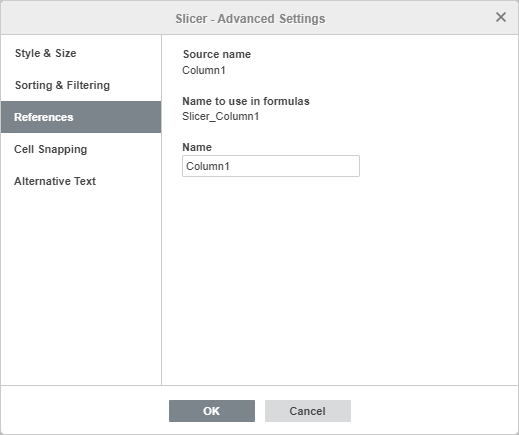 Slicer - Advanced Settings
Style & Size
Sorting & Filtering
References
Cell Snapping
Alternative Text
Source name
Column1
Name to use in formulas
Slicer_Column1
Name
Column1
OK
Cancel